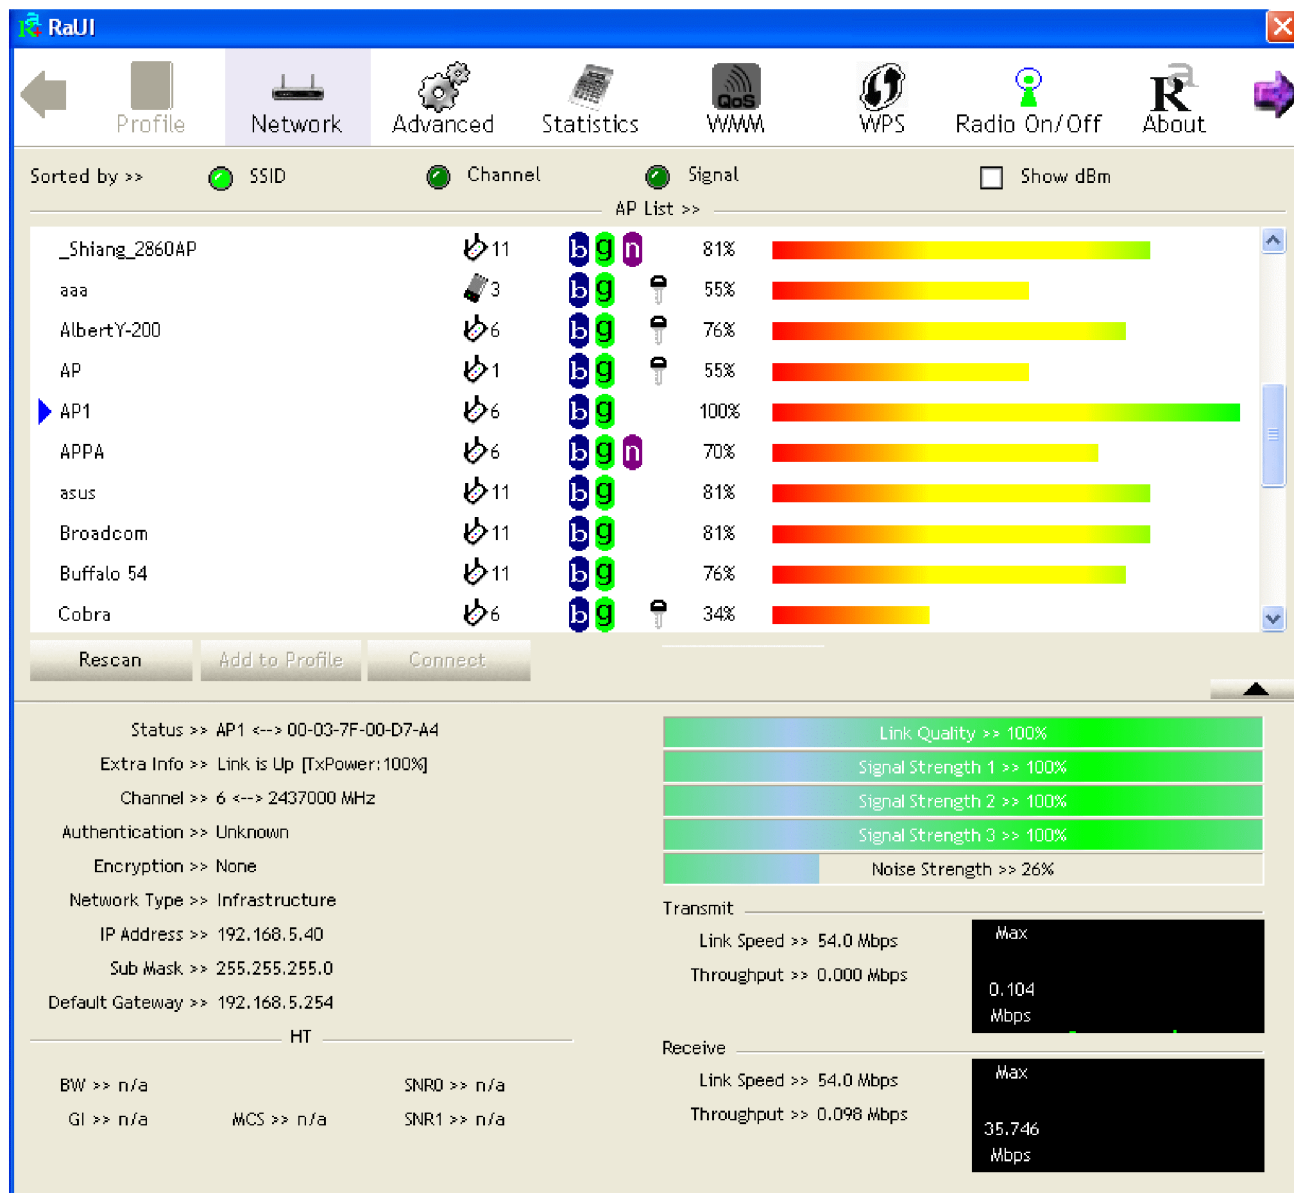 RaUI
Profile Network Advanced Statistics QoS WMM WPS Radio On/Off Ra About
Sorted by >> SSID Channel Signal Show dBm
AP List >>
_Shiang_2860AP 11 b g n 81%
aaa 3 b g 55%
AlbertY-200 6 b g 76%
AP 1 b g 55%
AP1 6 b g 100%
APPA 6 b g n 70%
asus 11 b g 81%
Broadcom 11 b g 81%
Buffalo 54 11 b g 76%
Cobra 6 b g 34%
Rescan Add to Profile Connect
Status >> AP1 <--> 00-03-7F-00-D7-A4
Extra Info >> Link is Up [TxPower:100%]
Channel >> 6 <--> 2437000 MHz
Authentication >> Unknown
Encryption >> None
Network Type >> Infrastructure
IP Address >> 192.168.5.40
Sub Mask >> 255.255.255.0
Default Gateway >> 192.168.5.254
HT
BW >> n/a SNR0 >> n/a
GI >> n/a MCS >> n/a SNR1 >> n/a
Link Quality >> 100%
Signal Strength 1 >> 100%
Signal Strength 2 >> 100%
Signal Strength 3 >> 100%
Noise Strength >> 26%
Transmit
Link Speed >> 54.0 Mbps
Throughput >> 0.000 Mbps
Max
0.104
Mbps
Receive
Link Speed >> 54.0 Mbps
Throughput >> 0.098 Mbps
Max
35.746
Mbps